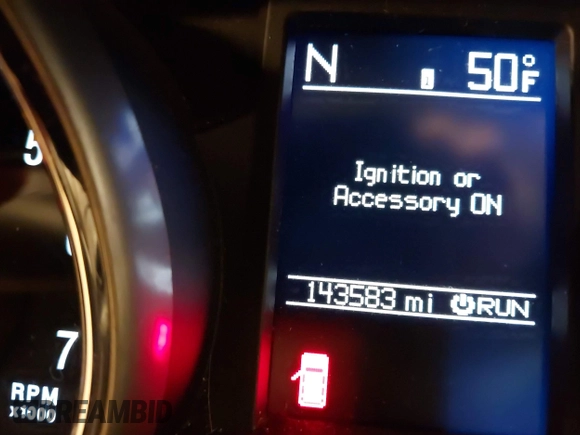 N 50°F
Ignition or
Accessory ON
143583 mi RUN
5
7
RPM
X1000